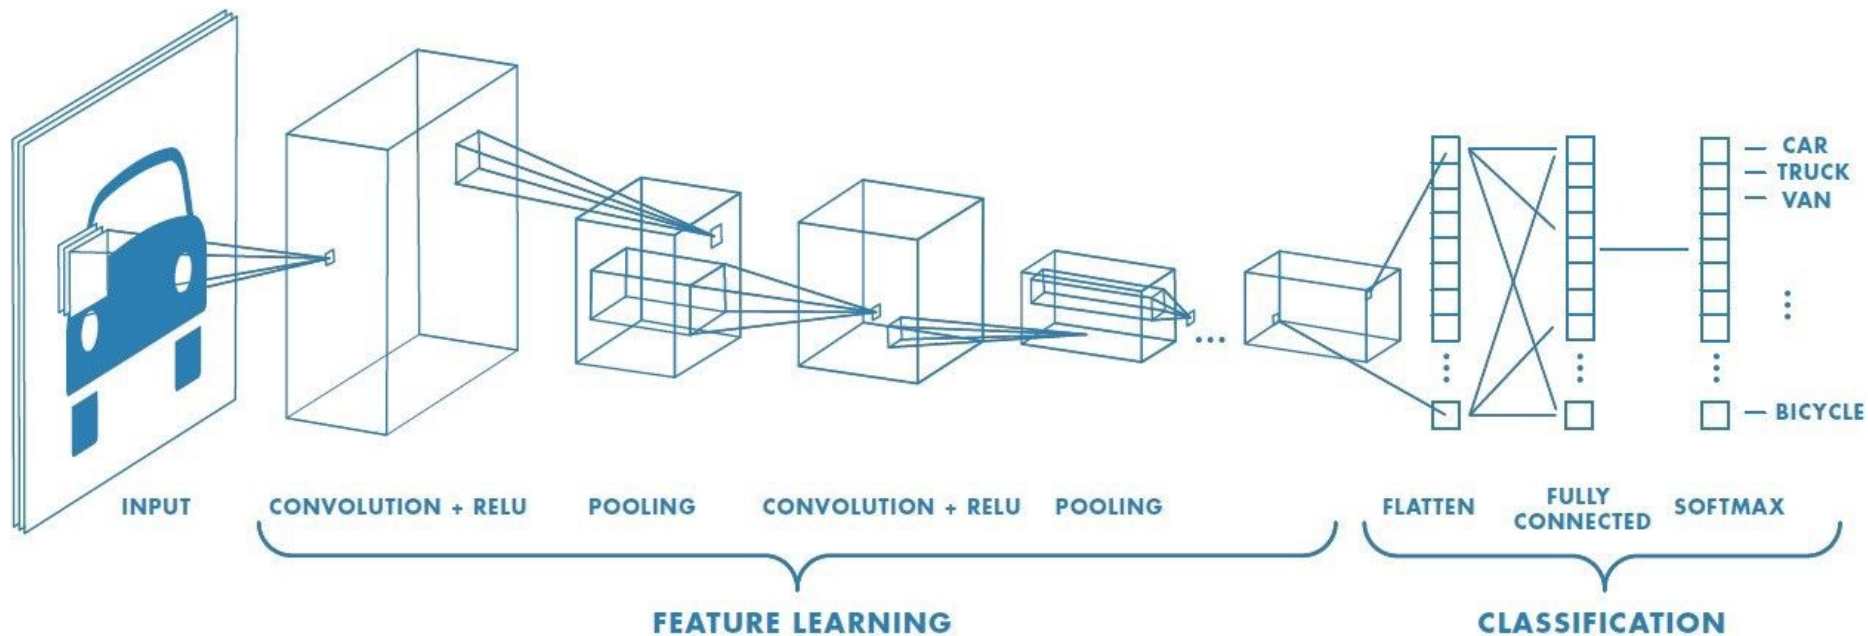 CAR
TRUCK
VAN
BICYCLE
INPUT
CONVOLUTION + RELU
POOLING
CONVOLUTION + RELU
POOLING
FLATTEN
FULLY
CONNECTED
SOFTMAX
FEATURE LEARNING
CLASSIFICATION